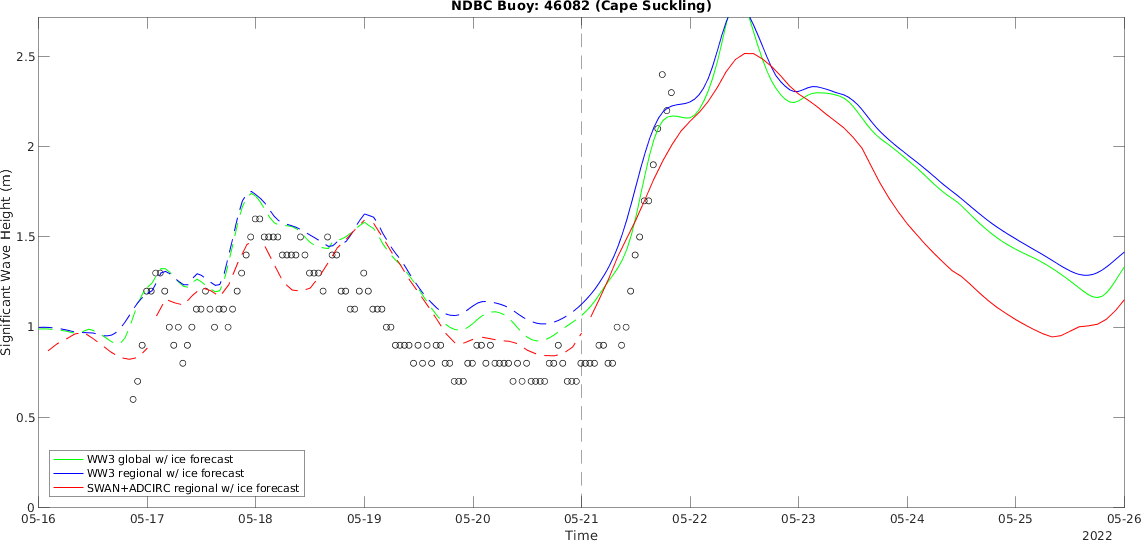 NDBC Buoy: 46082 (Cape Suckling)
2.5
2
1.5
1
0.5
0
Significant Wave Height (m)
WW3 global w/ ice forecast
WW3 regional w/ ice forecast
SWAN+ADCIRC regional w/ ice forecast
05-16 05-17 05-18 05-19 05-20 05-21 05-22 05-23 05-24 05-25 05-26
Time
2022